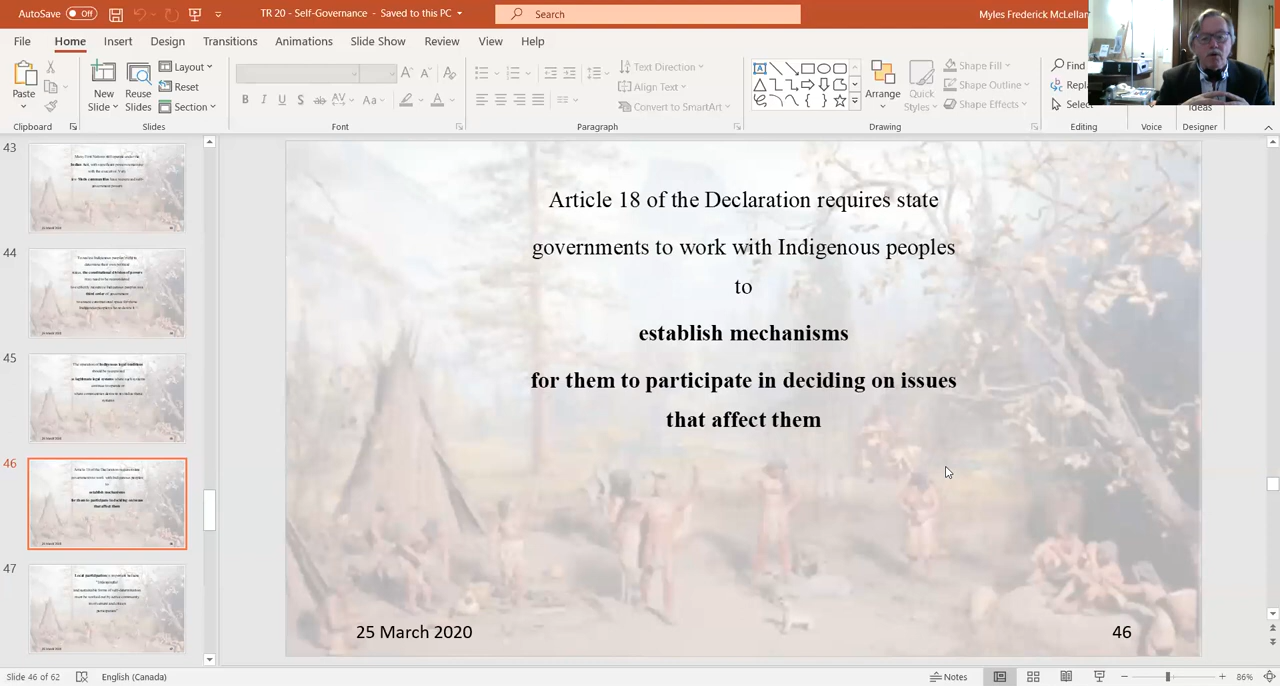 AutoSave Off TR 20 - Self-Governance - Saved to this PC Search Myles Frederick McLellan
File Home Insert Design Transitions Animations Slide Show Review View Help
Paste New Slide Reuse Slides Layout Reset Section
Text Direction Align Text Convert to SmartArt
Arrange Quick Styles Shape Fill Shape Outline Shape Effects
Find
Select
Clipboard Slides Font Paragraph Drawing Editing Voice Designer
43
44
45
46
47
Article 18 of the Declaration requires state
governments to work with Indigenous peoples
to
establish mechanisms
for them to participate in deciding on issues
that affect them
25 March 2020 46
Slide 46 of 62 English (Canada) Notes 86%